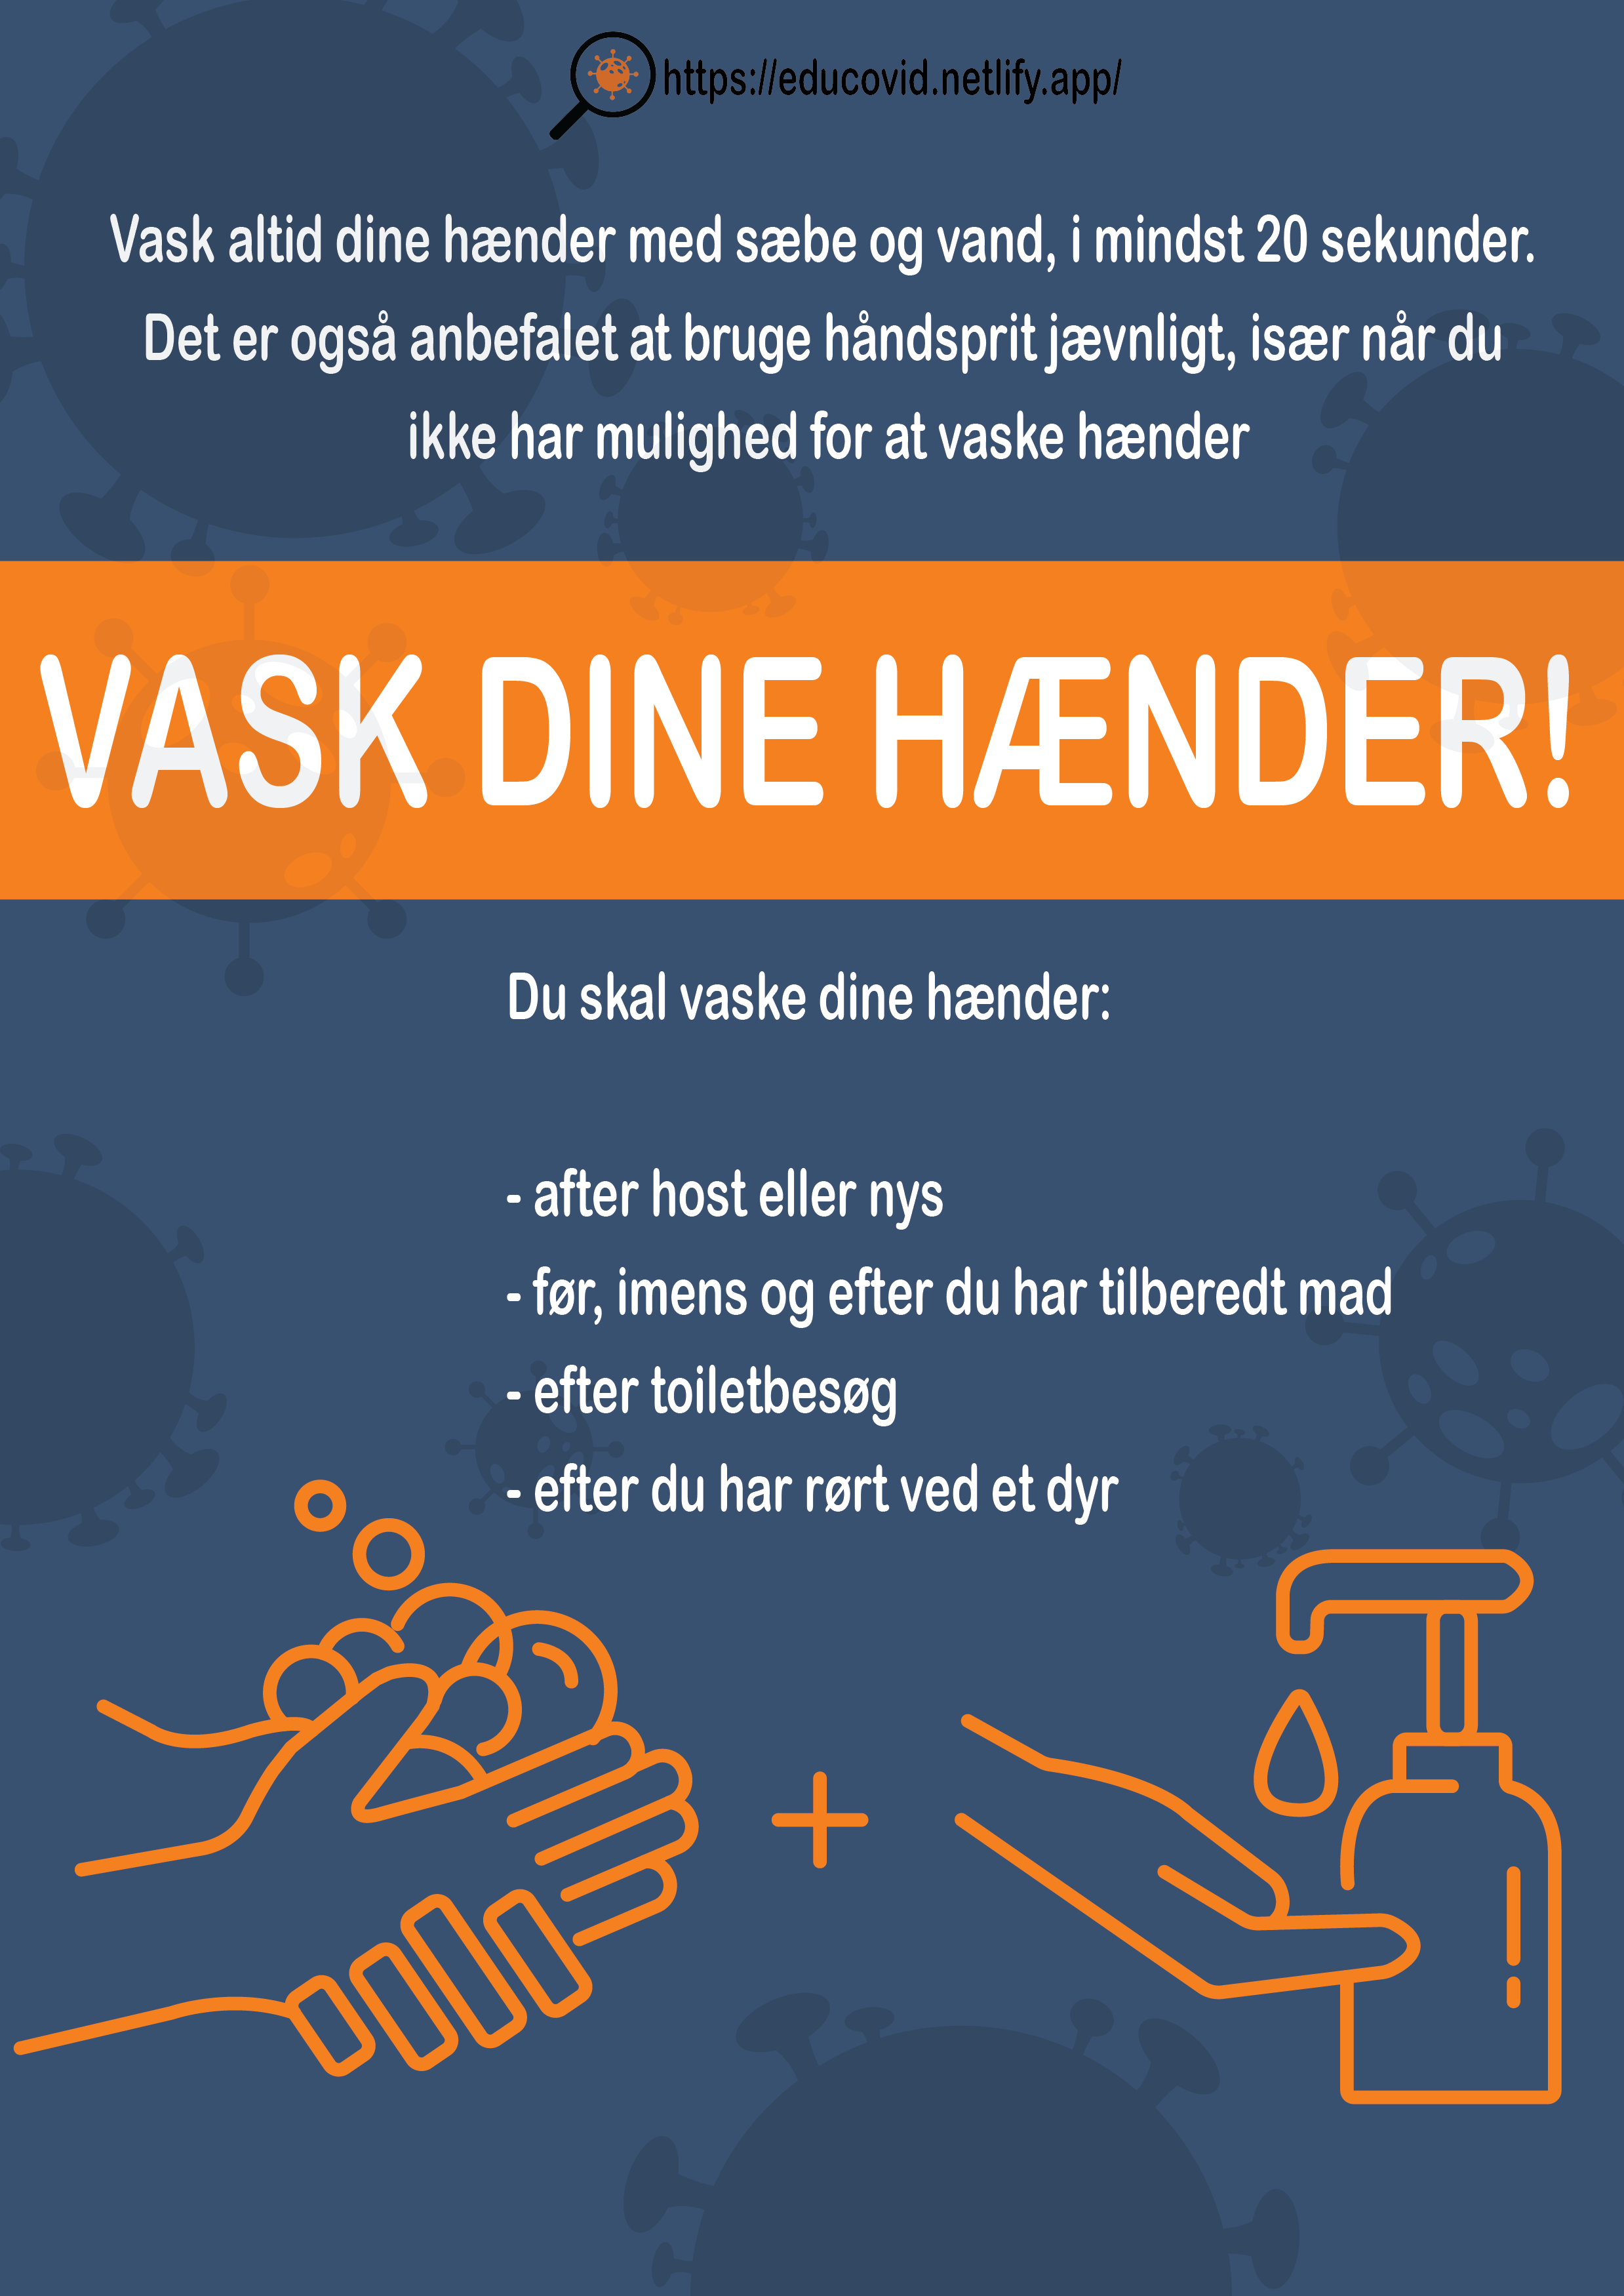 https://educovid.netlify.app/
Vask altid dine hænder med sæbe og vand, i mindst 20 sekunder.
Det er også anbefalet at bruge håndsprit jævnligt, især når du
ikke har mulighed for at vaske hænder
VASK DINE HÆNDER!
Du skal vaske dine hænder:
- after host eller nys
- før, imens og efter du har tilberedt mad
- efter toiletbesøg
- efter du har rørt ved et dyr